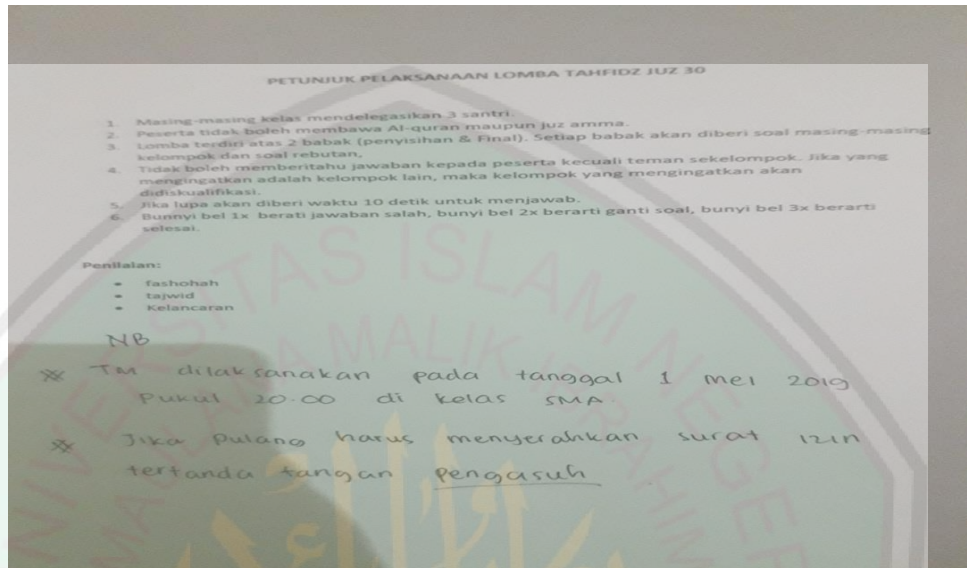 PETUNJUK PELAKSANAAN LOMBA TAHFIDZ JUZ 30
1. Masing-masing kelas mendelegasikan 3 santri.
2. Peserta tidak boleh membawa Al-quran maupun juz amma.
3. Lomba terdiri atas 2 babak (penyisihan & Final). Setiap babak akan diberi soal masing-masing
kelompok dan soal rebutan,
4. Tidak boleh memberitahu jawaban kepada peserta kecuali teman sekelompok. Jika yang
mengingatkan adalah kelompok lain, maka kelompok yang mengingatkan akan
didiskualifikasi.
5. Jika lupa akan diberi waktu 10 detik untuk menjawab.
6. Bunnyi bel 1x berati jawaban salah, bunyi bel 2x berarti ganti soal, bunyi bel 3x berarti
selesai.
Penilaian:
• fashohah
• tajwid
• Kelancaran
NB
※ TM dilaksanakan pada tanggal 1 mei 2019
Pukul 20.00 di kelas SMA.
※ Jika pulang harus menyerahkan surat izin
tertanda tangan pengasuh